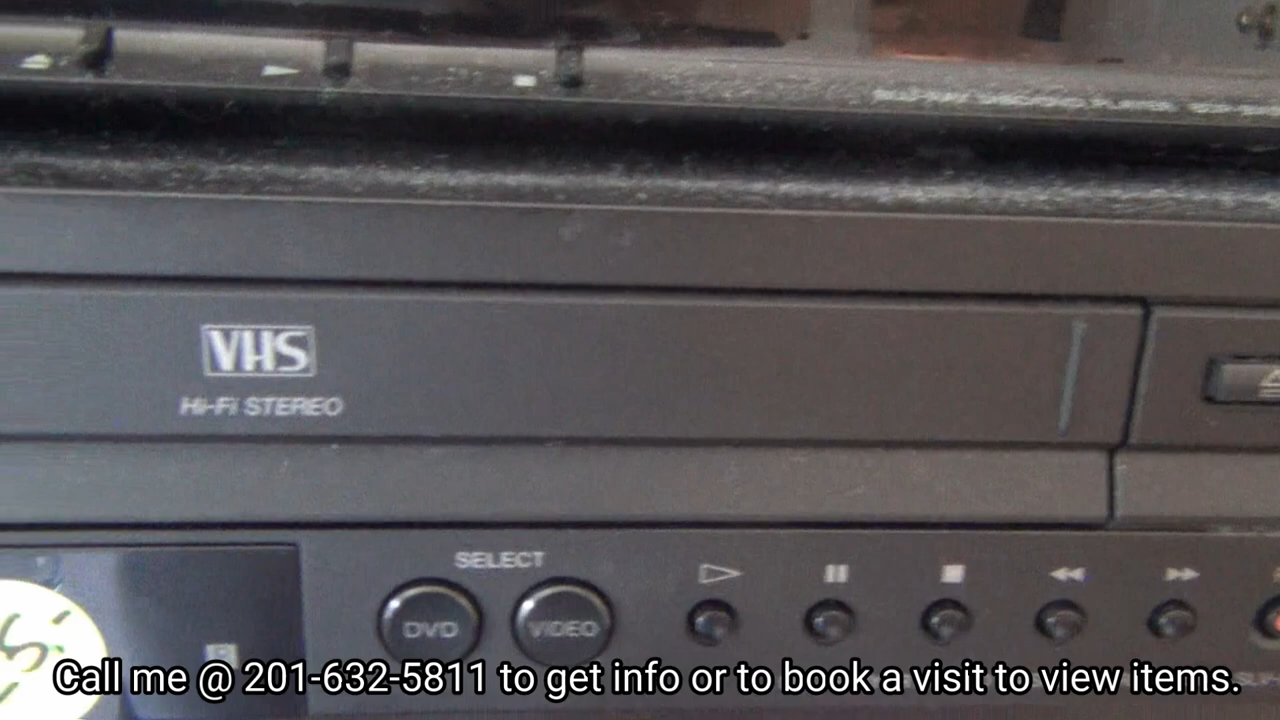 VHS
Hi-Fi STEREO
SELECT
DVD
VIDEO
Call me @ 201-632-5811 to get info or to book a visit to view items.